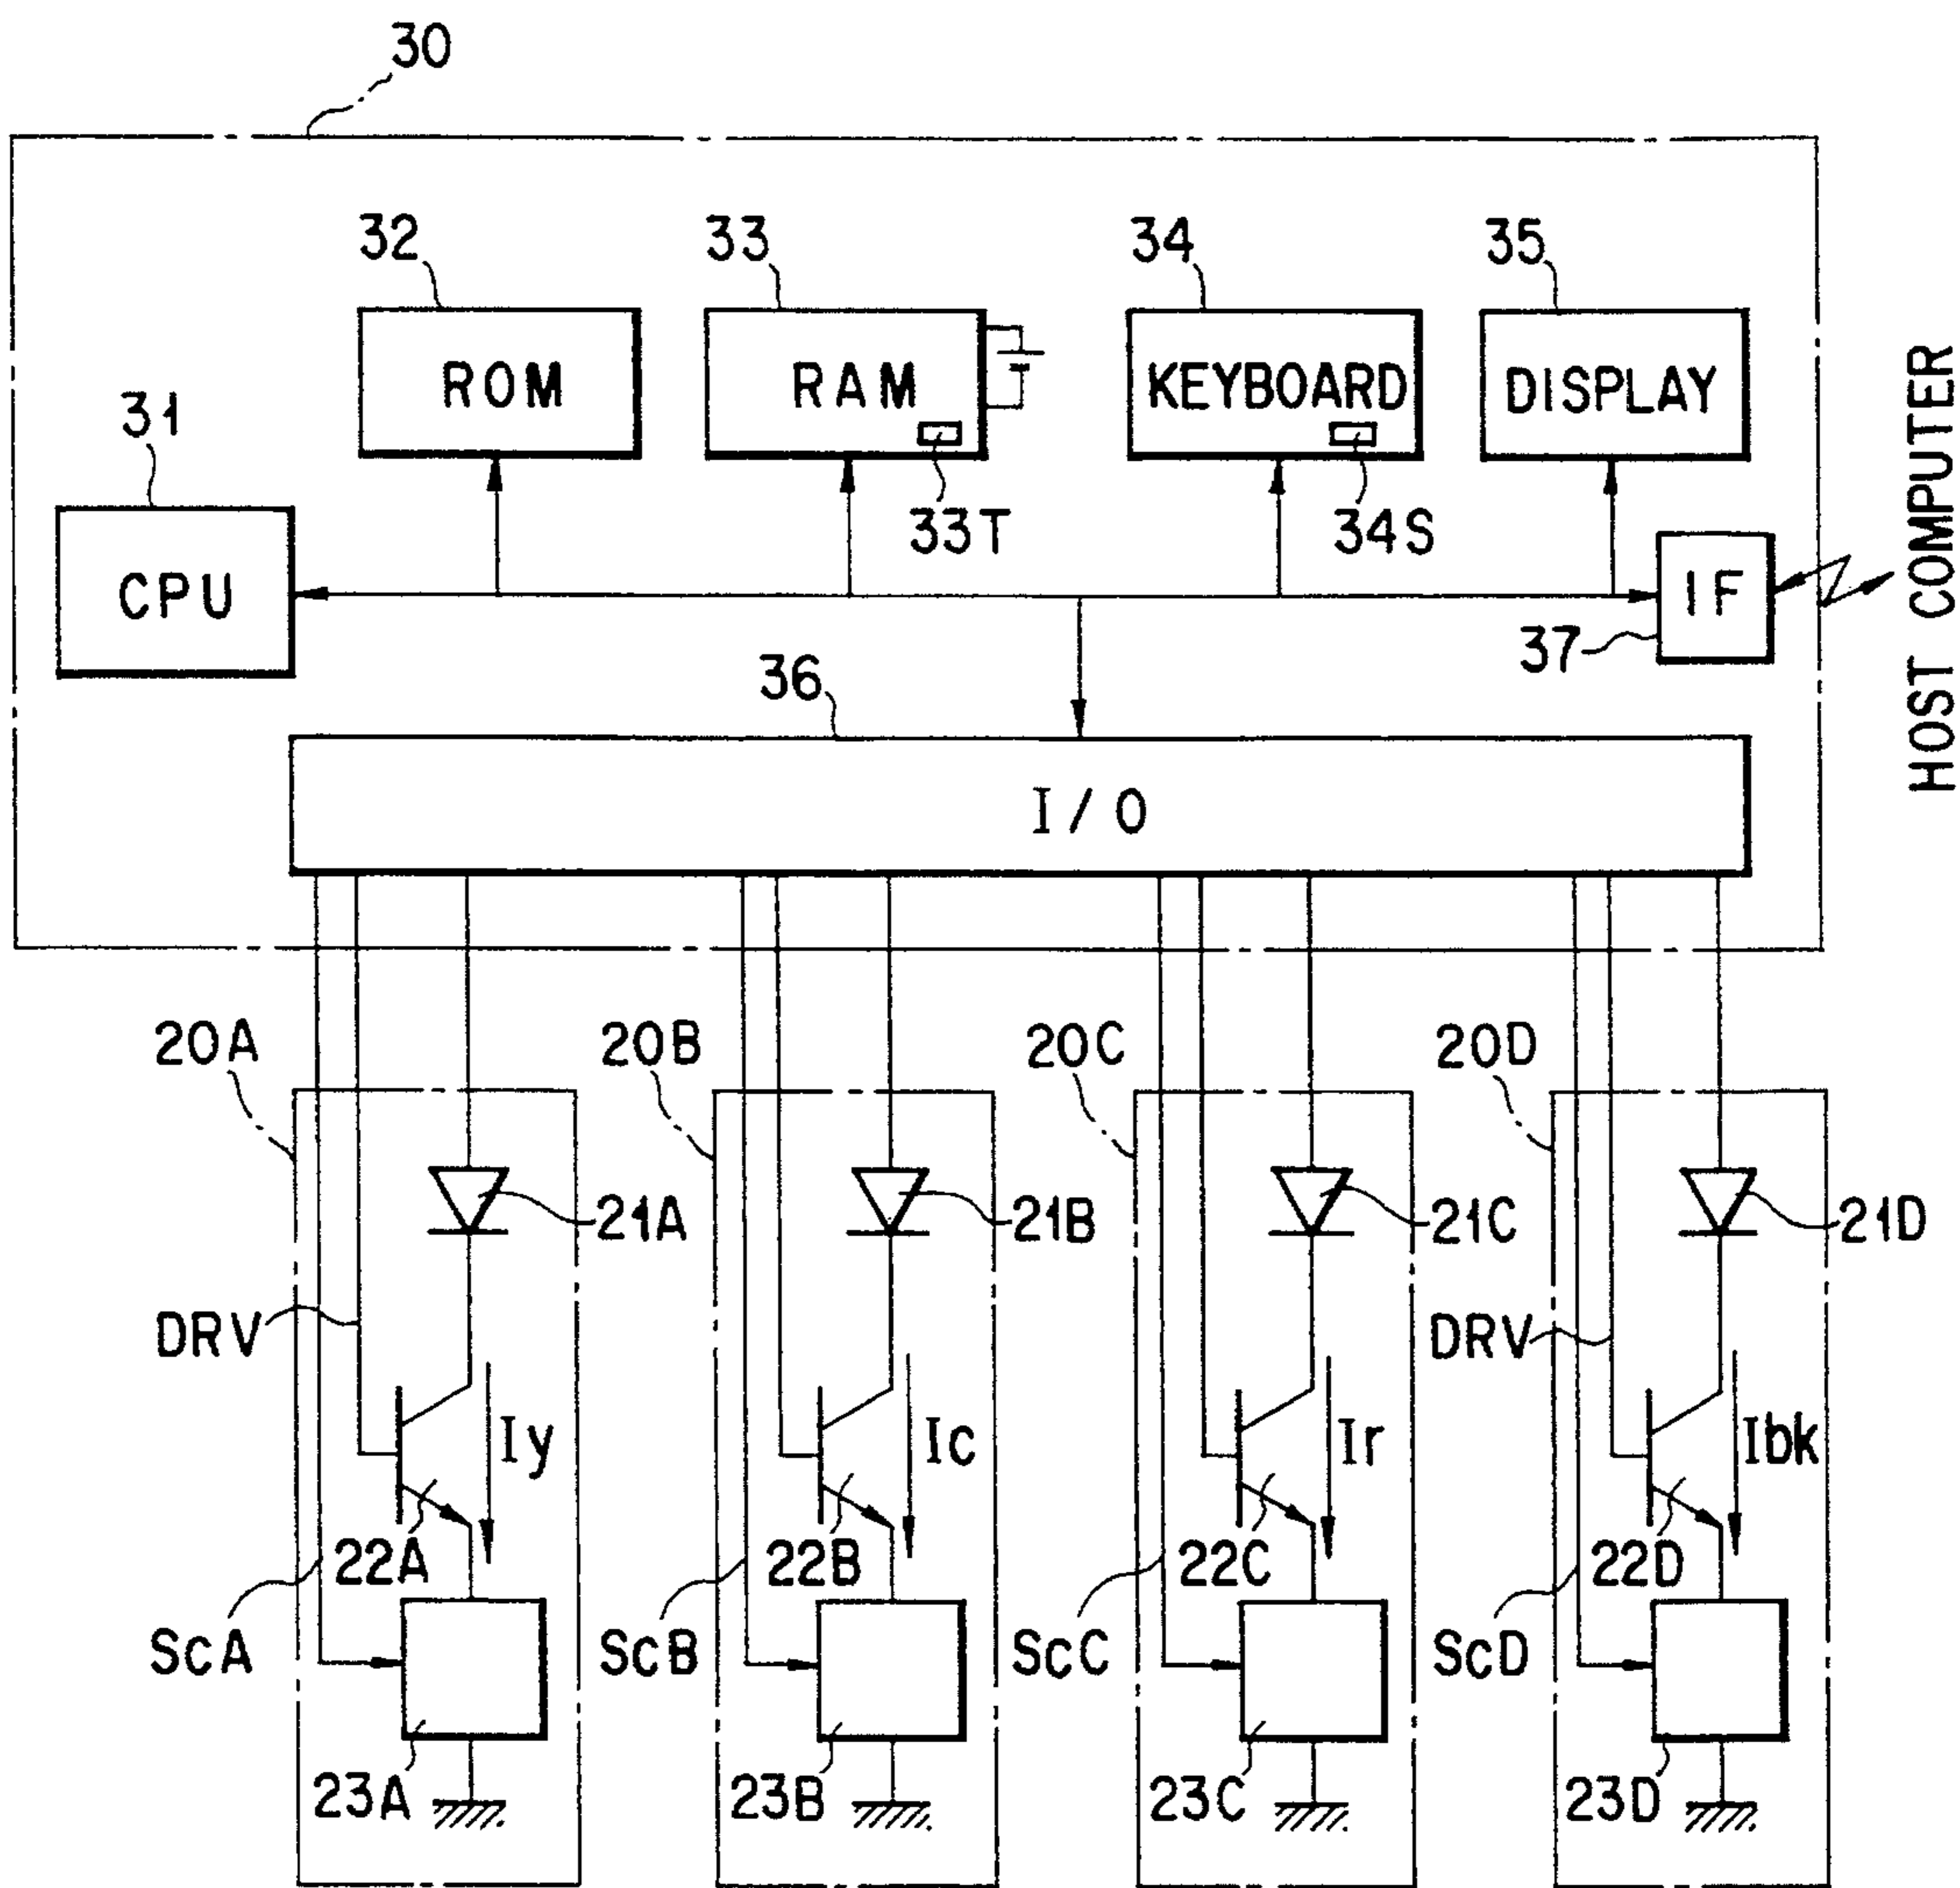 30
32
33
34
35
ROM
RAM
KEYBOARD
DISPLAY
31
33T
34S
CPU
IF
37
HOST COMPUTER
36
I/O
20A
20B
20C
20D
21A
21B
21C
21D
DRV
DRV
Iy
Ic
Ir
Ibk
22A
22B
22C
22D
ScA
ScB
ScC
ScD
23A
23B
23C
23D